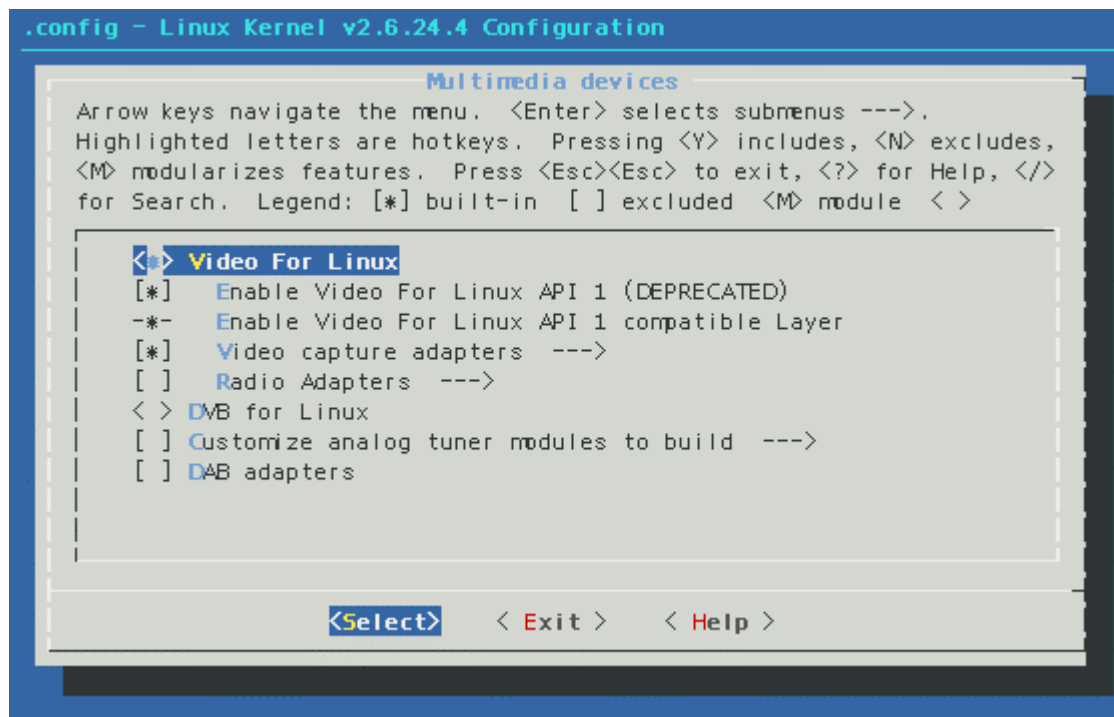 .config - Linux Kernel v2.6.24.4 Configuration
Multimedia devices
Arrow keys navigate the menu.  <Enter> selects submenus --->.
Highlighted letters are hotkeys.  Pressing <Y> includes, <N> excludes,
<M> modularizes features.  Press <Esc><Esc> to exit, <?> for Help, </>
for Search.  Legend: [*] built-in  [ ] excluded  <M> module  < >
<*> Video For Linux
[*]   Enable Video For Linux API 1 (DEPRECATED)
-*-   Enable Video For Linux API 1 compatible Layer
[*]   Video capture adapters  --->
[ ]   Radio Adapters  --->
< > DVB for Linux
[ ] Customize analog tuner modules to build  --->
[ ] DAB adapters
<Select>    < Exit >    < Help >